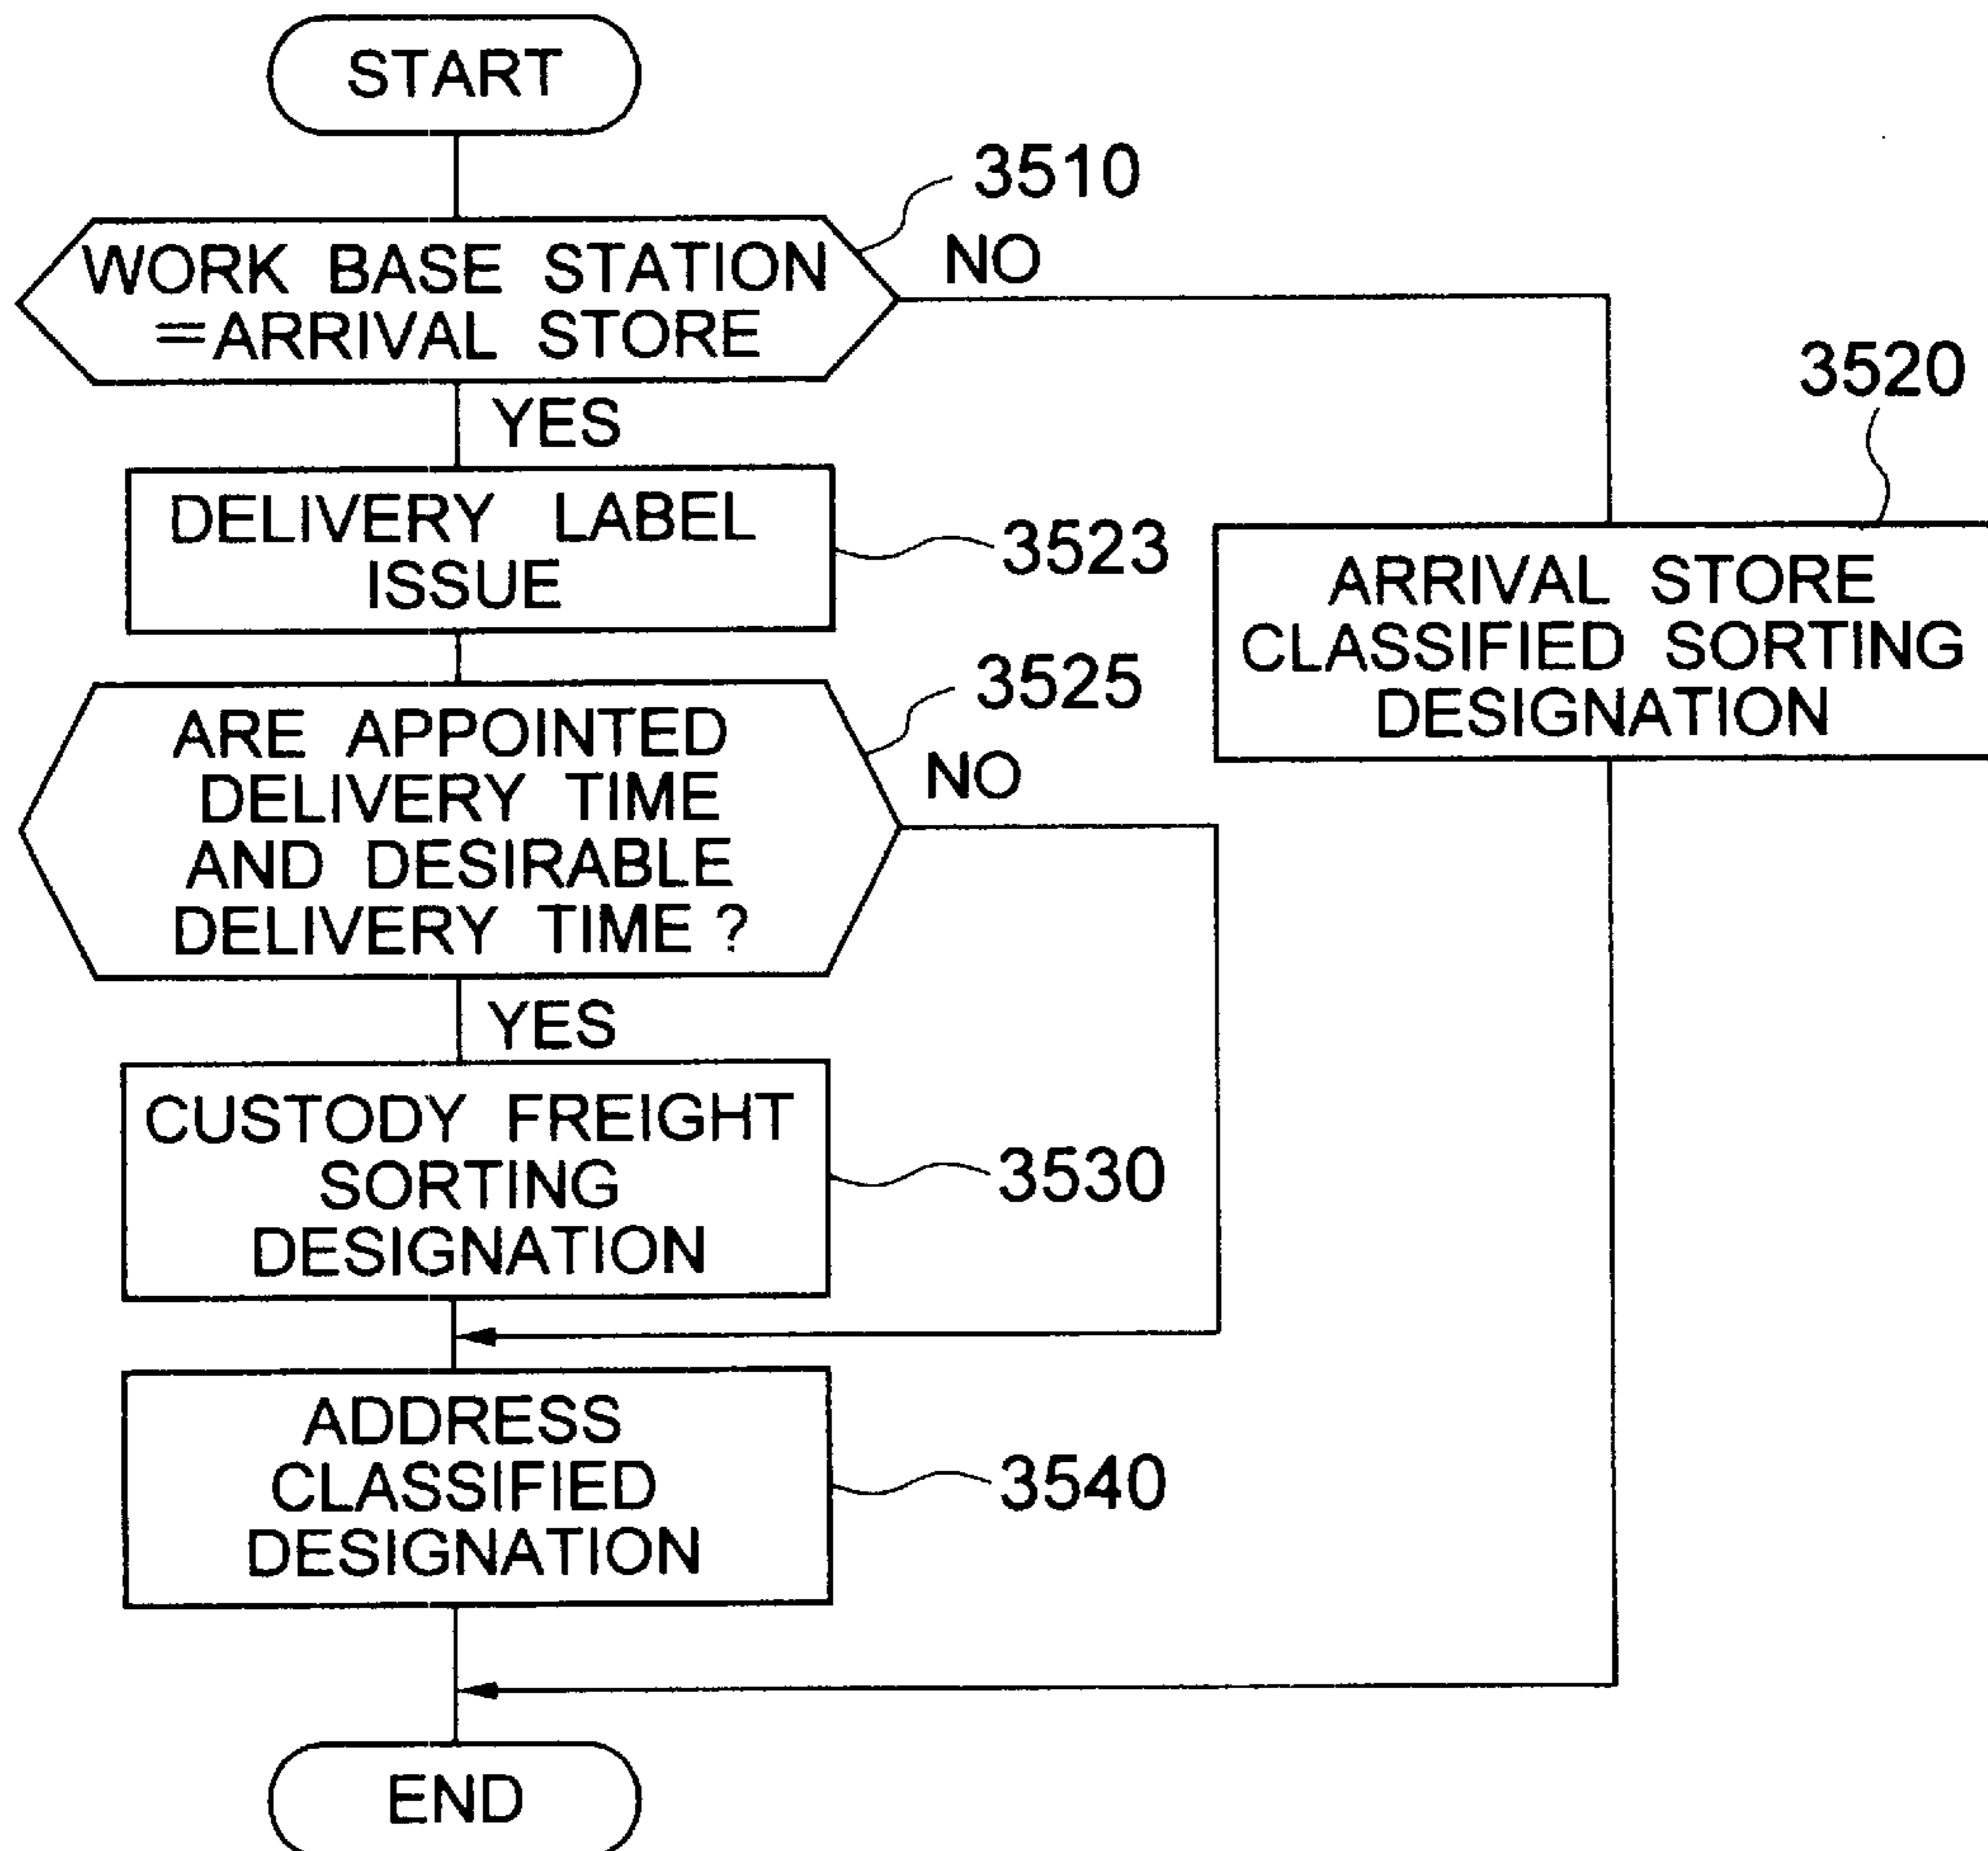 START
3510
WORK BASE STATION
=ARRIVAL STORE
NO
YES
3520
DELIVERY LABEL
ISSUE
3523
ARRIVAL STORE
CLASSIFIED SORTING
DESIGNATION
3525
ARE APPOINTED
DELIVERY TIME
AND DESIRABLE
DELIVERY TIME ?
NO
YES
CUSTODY FREIGHT
SORTING
DESIGNATION
3530
ADDRESS
CLASSIFIED
DESIGNATION
3540
END